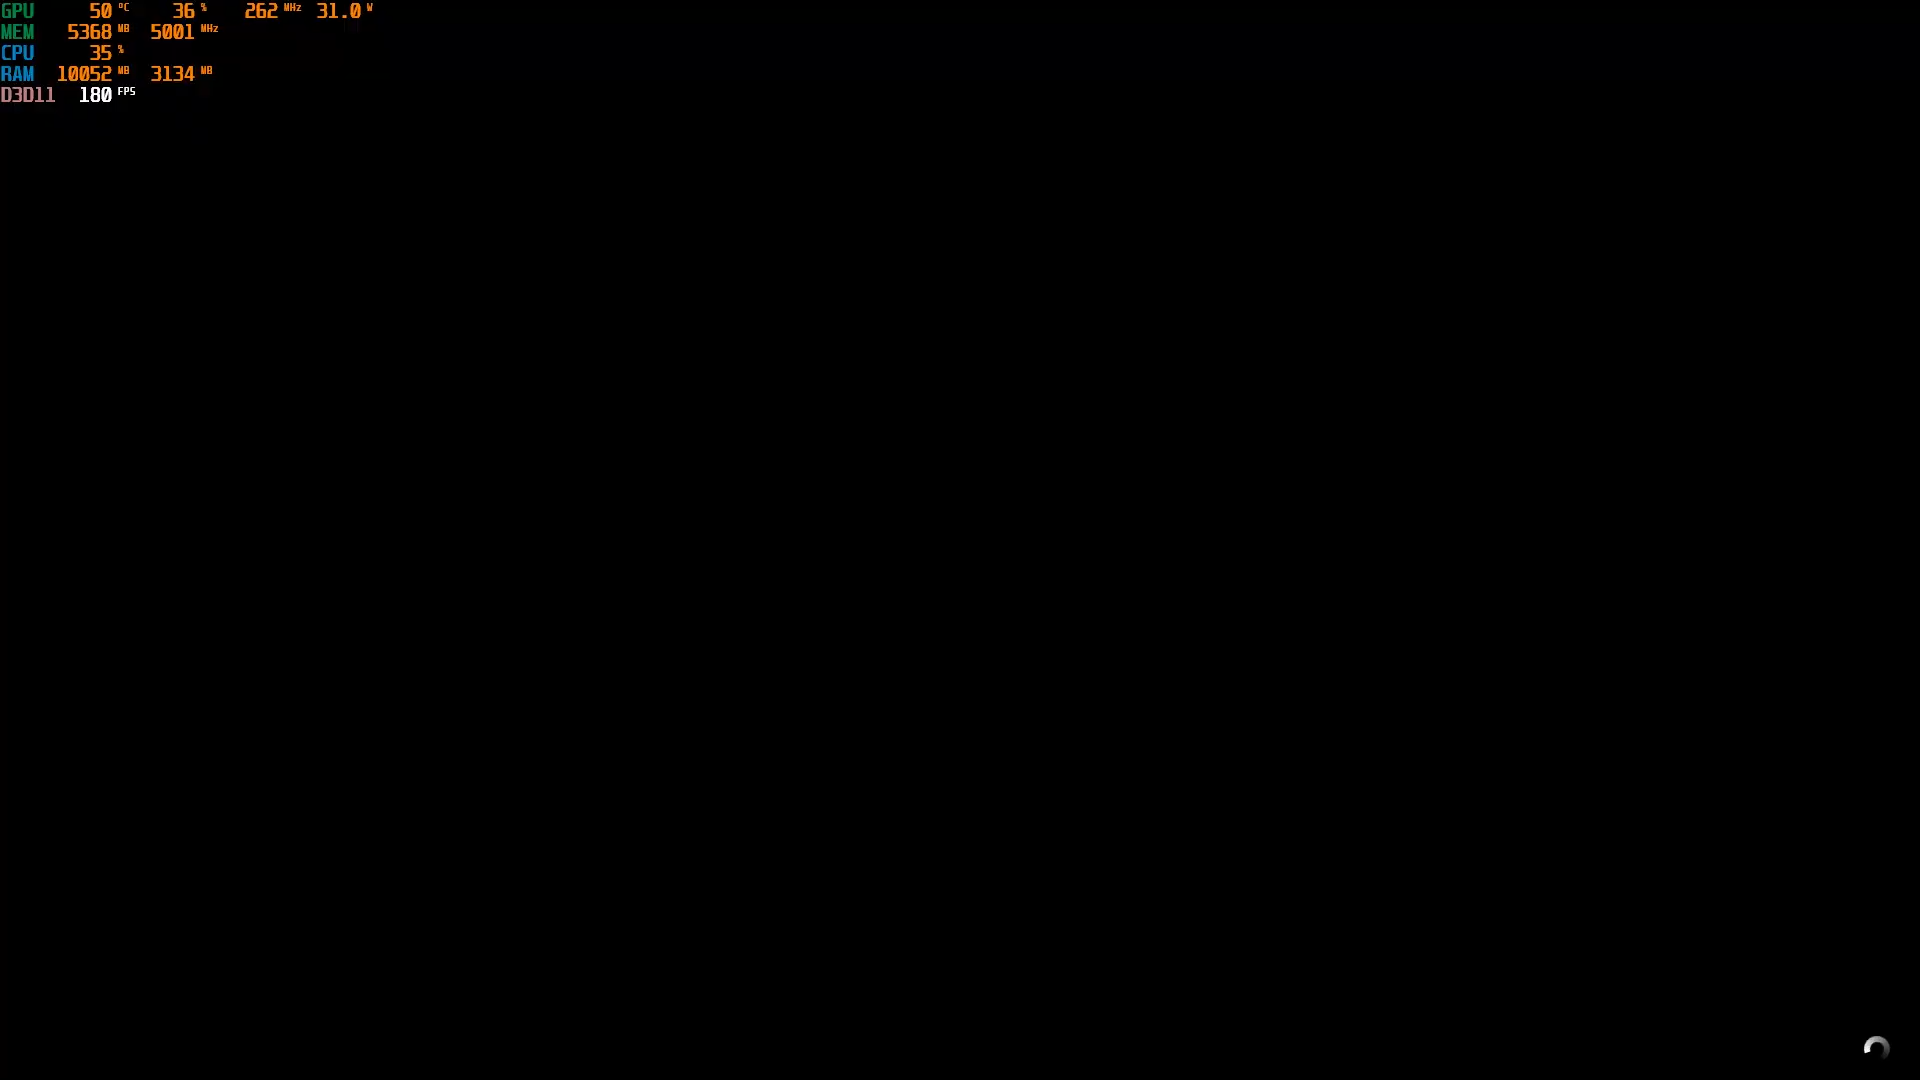 GPU 50 °C 36 % 262 MHz 31.0 W
MEM 5368 MB 5001 MHz
CPU 35 %
RAM 10052 MB 3134 MB
D3D11 180 FPS